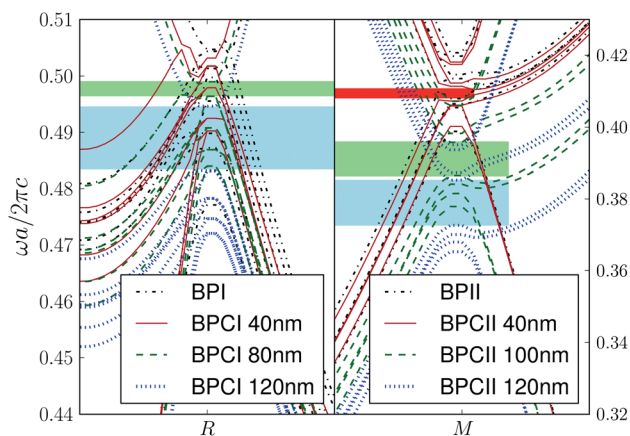 0.51
0.50
0.49
0.48
0.47
0.46
0.45
0.44
ωa/2πc
0.42
0.40
0.38
0.36
0.34
0.32
BPI
BPCI 40nm
BPCI 80nm
BPCI 120nm
BPII
BPCII 40nm
BPCII 100nm
BPCII 120nm
R
M